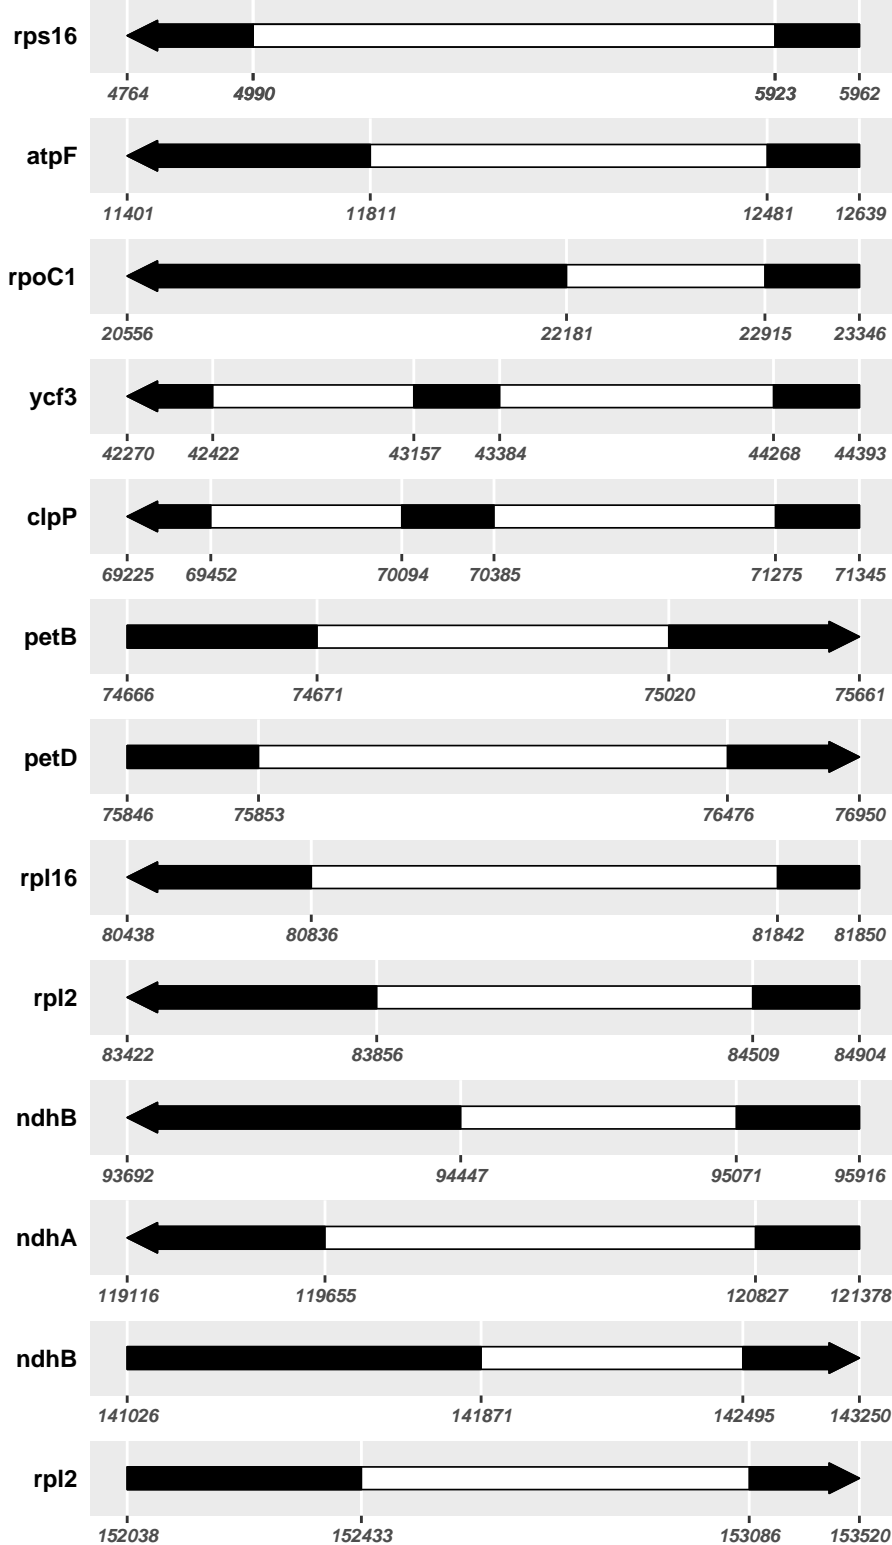 rps16
4764 4990 5923 5962
atpF
11401 11811 12481 12639
rpoC1
20556 22181 22915 23346
ycf3
42270 42422 43157 43384 44268 44393
clpP
69225 69452 70094 70385 71275 71345
petB
74666 74671 75020 75661
petD
75846 75853 76476 76950
rpl16
80438 80836 81842 81850
rpl2
83422 83856 84509 84904
ndhB
93692 94447 95071 95916
ndhA
119116 119655 120827 121378
ndhB
141026 141871 142495 143250
rpl2
152038 152433 153086 153520